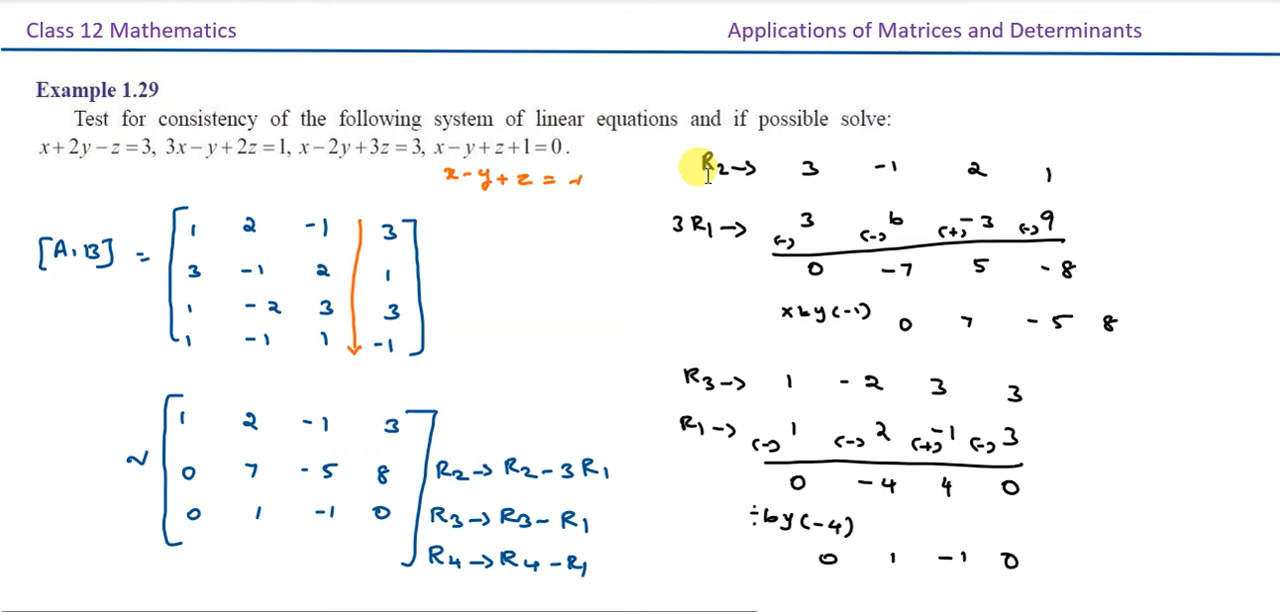 Class 12 Mathematics
Applications of Matrices and Determinants
Example 1.29
Test for consistency of the following system of linear equations and if possible solve:
x+2y−z=3, 3x−y+2z=1, x−2y+3z=3, x−y+z+1=0.
x-y+z = -1
[A,B] =
1 2 -1 3
3 -1 2 1
1 -2 3 3
1 -1 1 -1
~
1 2 -1 3
0 7 -5 8 R2→R2-3R1
0 1 -1 0 R3→R3-R1
R4→R4-R1
R2→ 3 -1 2 1
3R1→ (-)3 (-)6 (+)-3 (-)9
0 -7 5 -8
x by (-1) 0 7 -5 8
R3→ 1 -2 3 3
R1→ (-)1 (-)2 (+)-1 (-)3
0 -4 4 0
÷by (-4)
0 1 -1 0